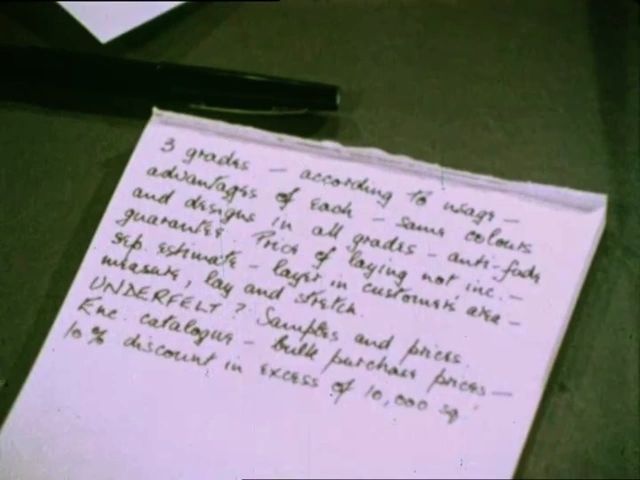 3 grades – according to usage –
advantages of each – same colours
and designs in all grades – anti-fade
guarantee. Price of laying not inc. –
sep. estimate – layer in customer's area –
measure, lay and stretch.
UNDERFELT? Samples and prices.
Enc. catalogue – bulk purchase prices –
10% discount in excess of 10,000 sq